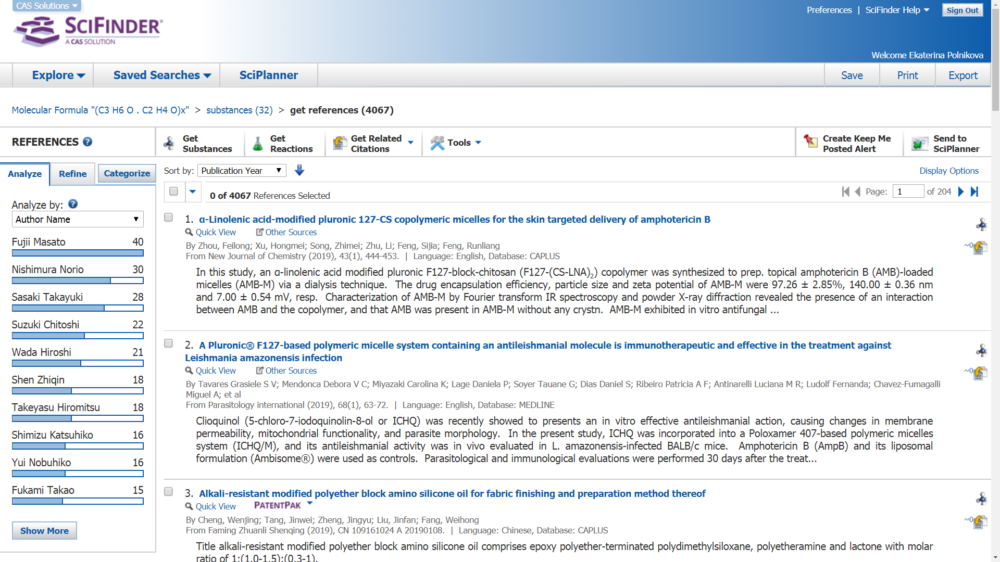 CAS Solutions
SCIFINDER®
A CAS SOLUTION
Preferences | SciFinder Help
Sign Out
Welcome Ekaterina Polnikova
Explore
Saved Searches
SciPlanner
Save
Print
Export
Molecular Formula "(C3 H6 O . C2 H4 O)x" > substances (32) > get references (4067)
REFERENCES ?
Get Substances
Get Reactions
Get Related Citations
Tools
Create Keep Me Posted Alert
Send to SciPlanner
Analyze
Refine
Categorize
Sort by: Publication Year
Display Options
0 of 4067 References Selected
Page: 1 of 204
Analyze by: ?
Author Name
Fujii Masato 40
Nishimura Norio 30
Sasaki Takayuki 28
Suzuki Chitoshi 22
Wada Hiroshi 21
Shen Zhiqin 18
Takeyasu Hiromitsu 18
Shimizu Katsuhiko 16
Yui Nobuhiko 16
Fukami Takao 15
Show More
1. α-Linolenic acid-modified pluronic 127-CS copolymeric micelles for the skin targeted delivery of amphotericin B
Quick View Other Sources
By Zhou, Feilong; Xu, Hongmei; Song, Zhimei; Zhu, Li; Feng, Sijia; Feng, Runliang
~0
From New Journal of Chemistry (2019), 43(1), 444-453. | Language: English, Database: CAPLUS
In this study, an α-linolenic acid modified pluronic F127-block-chitosan (F127-(CS-LNA)2) copolymer was synthesized to prep. topical amphotericin B (AMB)-loaded
micelles (AMB-M) via a dialysis technique. The drug encapsulation efficiency, particle size and zeta potential of AMB-M were 97.26 ± 2.85%, 140.00 ± 0.36 nm
and 7.00 ± 0.54 mV, resp. Characterization of AMB-M by Fourier transform IR spectroscopy and powder X-ray diffraction revealed the presence of an interaction
between AMB and the copolymer, and that AMB was present in AMB-M without any crystn. AMB-M exhibited in vitro antifungal ...
2. A Pluronic® F127-based polymeric micelle system containing an antileishmanial molecule is immunotherapeutic and effective in the treatment against
Leishmania amazonensis infection
Quick View Other Sources
~0
By Tavares Grasiele S V; Mendonca Debora V C; Miyazaki Carolina K; Lage Daniela P; Soyer Tauane G; Dias Daniel S; Ribeiro Patricia A F; Antinarelli Luciana M R; Ludolf Fernanda; Chavez-Fumagalli
Miguel A; et al
From Parasitology international (2019), 68(1), 63-72. | Language: English, Database: MEDLINE
Clioquinol (5-chloro-7-iodoquinolin-8-ol or ICHQ) was recently showed to presents an in vitro effective antileishmanial action, causing changes in membrane
permeability, mitochondrial functionality, and parasite morphology. In the present study, ICHQ was incorporated into a Poloxamer 407-based polymeric micelles
system (ICHQ/M), and its antileishmanial activity was in vivo evaluated in L. amazonensis-infected BALB/c mice. Amphotericin B (AmpB) and its liposomal
formulation (Ambisome®) were used as controls. Parasitological and immunological evaluations were performed 30 days after the treat...
3. Alkali-resistant modified polyether block amino silicone oil for fabric finishing and preparation method thereof
Quick View PATENTPAK
By Cheng, Wenjing; Tang, Jinwei; Zheng, Jingyu; Liu, Jinfan; Fang, Weihong
~0
From Faming Zhuanli Shenqing (2019), CN 109161024 A 20190108. | Language: Chinese, Database: CAPLUS
Title alkali-resistant modified polyether block amino silicone oil comprises epoxy polyether-terminated polydimethylsiloxane, polyetheramine and lactone with molar
ratio of 1:(1.0-1.5):(0.3-1).